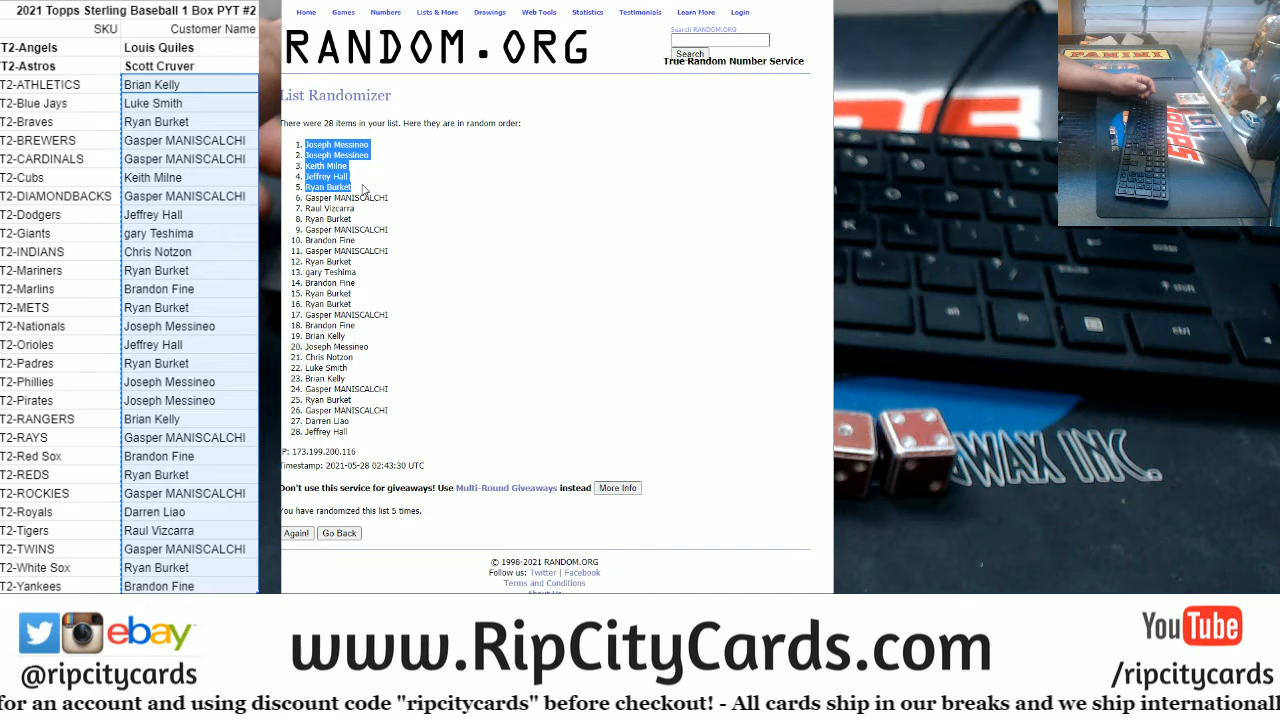 2021 Topps Sterling Baseball 1 Box PYT #2
SKU Customer Name
T2-Angels Louis Quiles
T2-Astros Scott Cruver
T2-ATHLETICS Brian Kelly
T2-Blue Jays Luke Smith
T2-Braves Ryan Burket
T2-BREWERS Gasper MANISCALCHI
T2-CARDINALS Gasper MANISCALCHI
T2-Cubs Keith Milne
T2-DIAMONDBACKS Gasper MANISCALCHI
T2-Dodgers Jeffrey Hall
T2-Giants gary Teshima
T2-INDIANS Chris Notzon
T2-Mariners Ryan Burket
T2-Marlins Brandon Fine
T2-METS Ryan Burket
T2-Nationals Joseph Messineo
T2-Orioles Jeffrey Hall
T2-Padres Ryan Burket
T2-Phillies Joseph Messineo
T2-Pirates Joseph Messineo
T2-RANGERS Brian Kelly
T2-RAYS Gasper MANISCALCHI
T2-Red Sox Brandon Fine
T2-REDS Ryan Burket
T2-ROCKIES Gasper MANISCALCHI
T2-Royals Darren Liao
T2-Tigers Raul Vizcarra
T2-TWINS Gasper MANISCALCHI
T2-White Sox Ryan Burket
T2-Yankees Brandon Fine
Home Games Numbers Lists & More Drawings Web Tools Statistics Testimonials Learn More Login
RANDOM.ORG
Search RANDOM.ORG
Search
True Random Number Service
List Randomizer
There were 28 items in your list. Here they are in random order:
1. Joseph Messineo
2. Joseph Messineo
3. Keith Milne
4. Jeffrey Hall
5. Ryan Burket
6. Gasper MANISCALCHI
7. Raul Vizcarra
8. Ryan Burket
9. Gasper MANISCALCHI
10. Brandon Fine
11. Gasper MANISCALCHI
12. Ryan Burket
13. gary Teshima
14. Brandon Fine
15. Ryan Burket
16. Ryan Burket
17. Gasper MANISCALCHI
18. Brandon Fine
19. Brian Kelly
20. Joseph Messineo
21. Chris Notzon
22. Luke Smith
23. Brian Kelly
24. Gasper MANISCALCHI
25. Ryan Burket
26. Gasper MANISCALCHI
27. Darren Liao
28. Jeffrey Hall
P: 173.199.200.116
Timestamp: 2021-05-28 02:43:30 UTC
Don't use this service for giveaways! Use Multi-Round Giveaways instead More Info
You have randomized this list 5 times.
Again! Go Back
© 1998-2021 RANDOM.ORG
Follow us: Twitter | Facebook
Terms and Conditions
About Us
PANINI
ctrl
WAX INC.
ebay
@ripcitycards
www.RipCityCards.com
YouTube
/ripcitycards
for an account and using discount code "ripcitycards" before checkout! - All cards ship in our breaks and we ship internationall